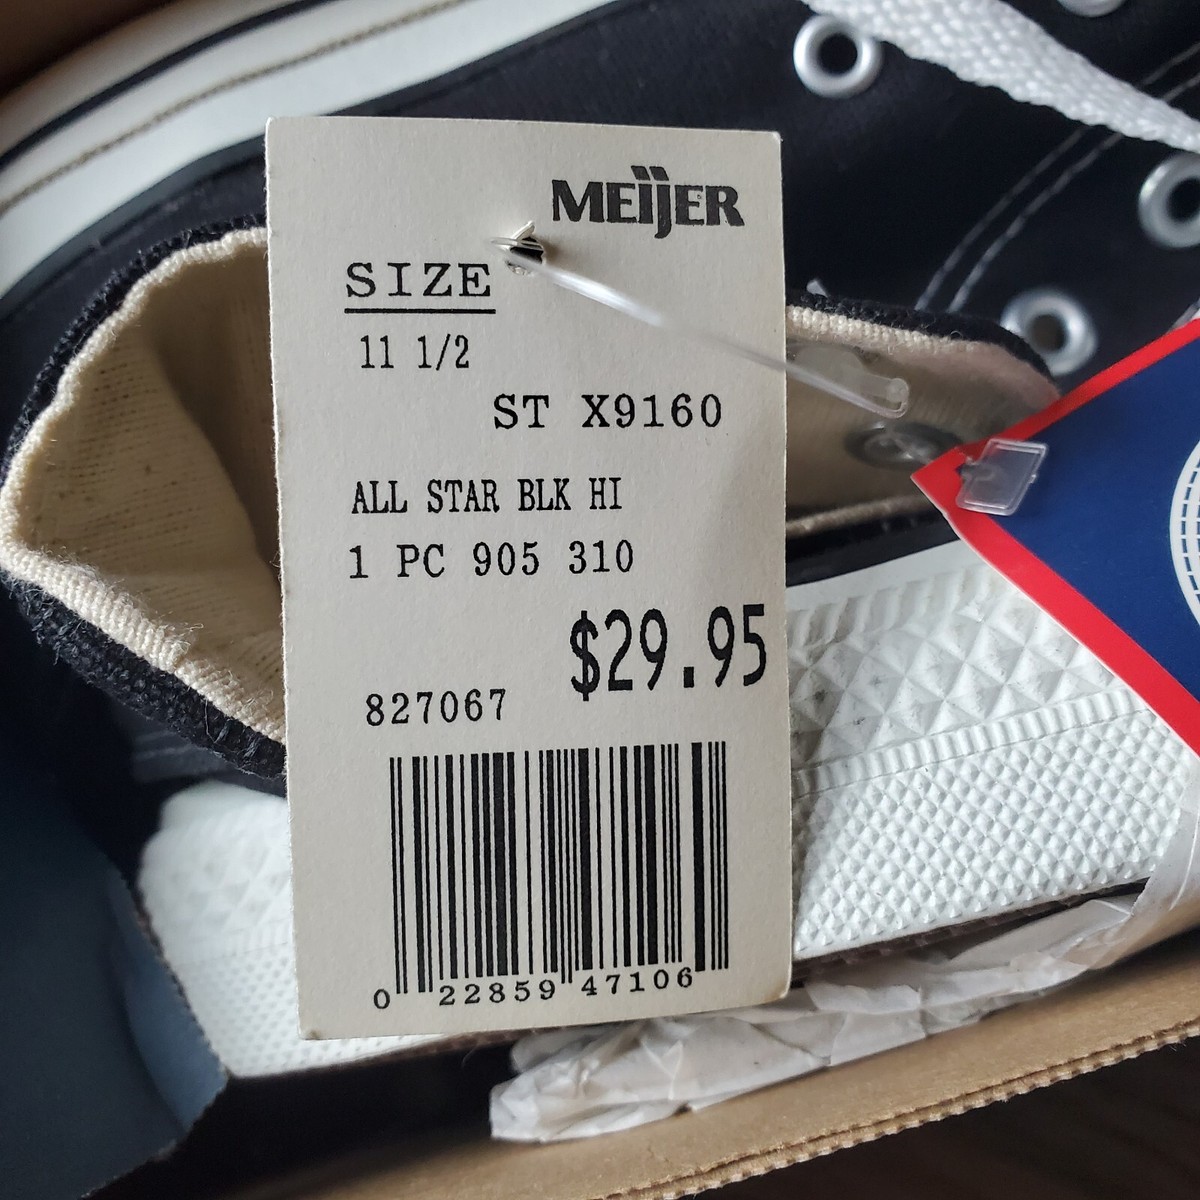 MEIJER
SIZE
11 1/2
ST X9160
ALL STAR BLK HI
1 PC 905 310
$29.95
827067
0 22859 47106